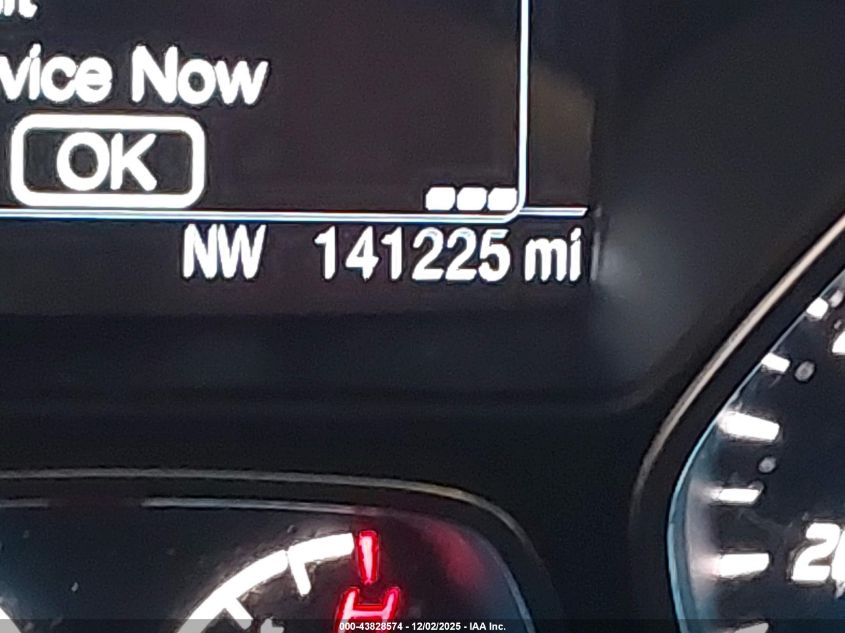 vice Now
OK
NW 141225 mi
H
000-43828574 - 12/02/2025 - IAA Inc.